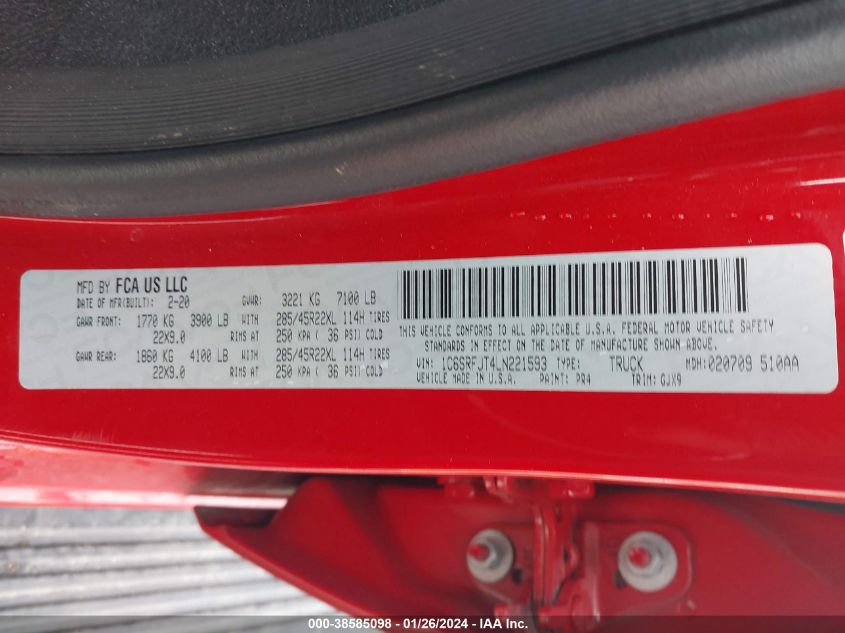 MFD BY FCA US LLC
DATE OF MFR(BUILT): 2-20 GVWR: 3221 KG 7100 LB
GAWR FRONT: 1770 KG 3900 LB WITH 285/45R22XL 114H TIRES
22X9.0 RIMS AT 250 KPA ( 36 PSI) COLD
GAWR REAR: 1860 KG 4100 LB WITH 285/45R22XL 114H TIRES
22X9.0 RIMS AT 250 KPA ( 36 PSI) COLD
THIS VEHICLE CONFORMS TO ALL APPLICABLE U.S.A. FEDERAL MOTOR VEHICLE SAFETY
STANDARDS IN EFFECT ON THE DATE OF MANUFACTURE SHOWN ABOVE.
VIN: 1C6SRFJT4LN221593 TYPE: TRUCK MDH: 020709 510AA
MADE IN U.S.A. PAINT: PR4 TRIM: GJX9
000-38585098 - 01/26/2024 - IAA Inc.